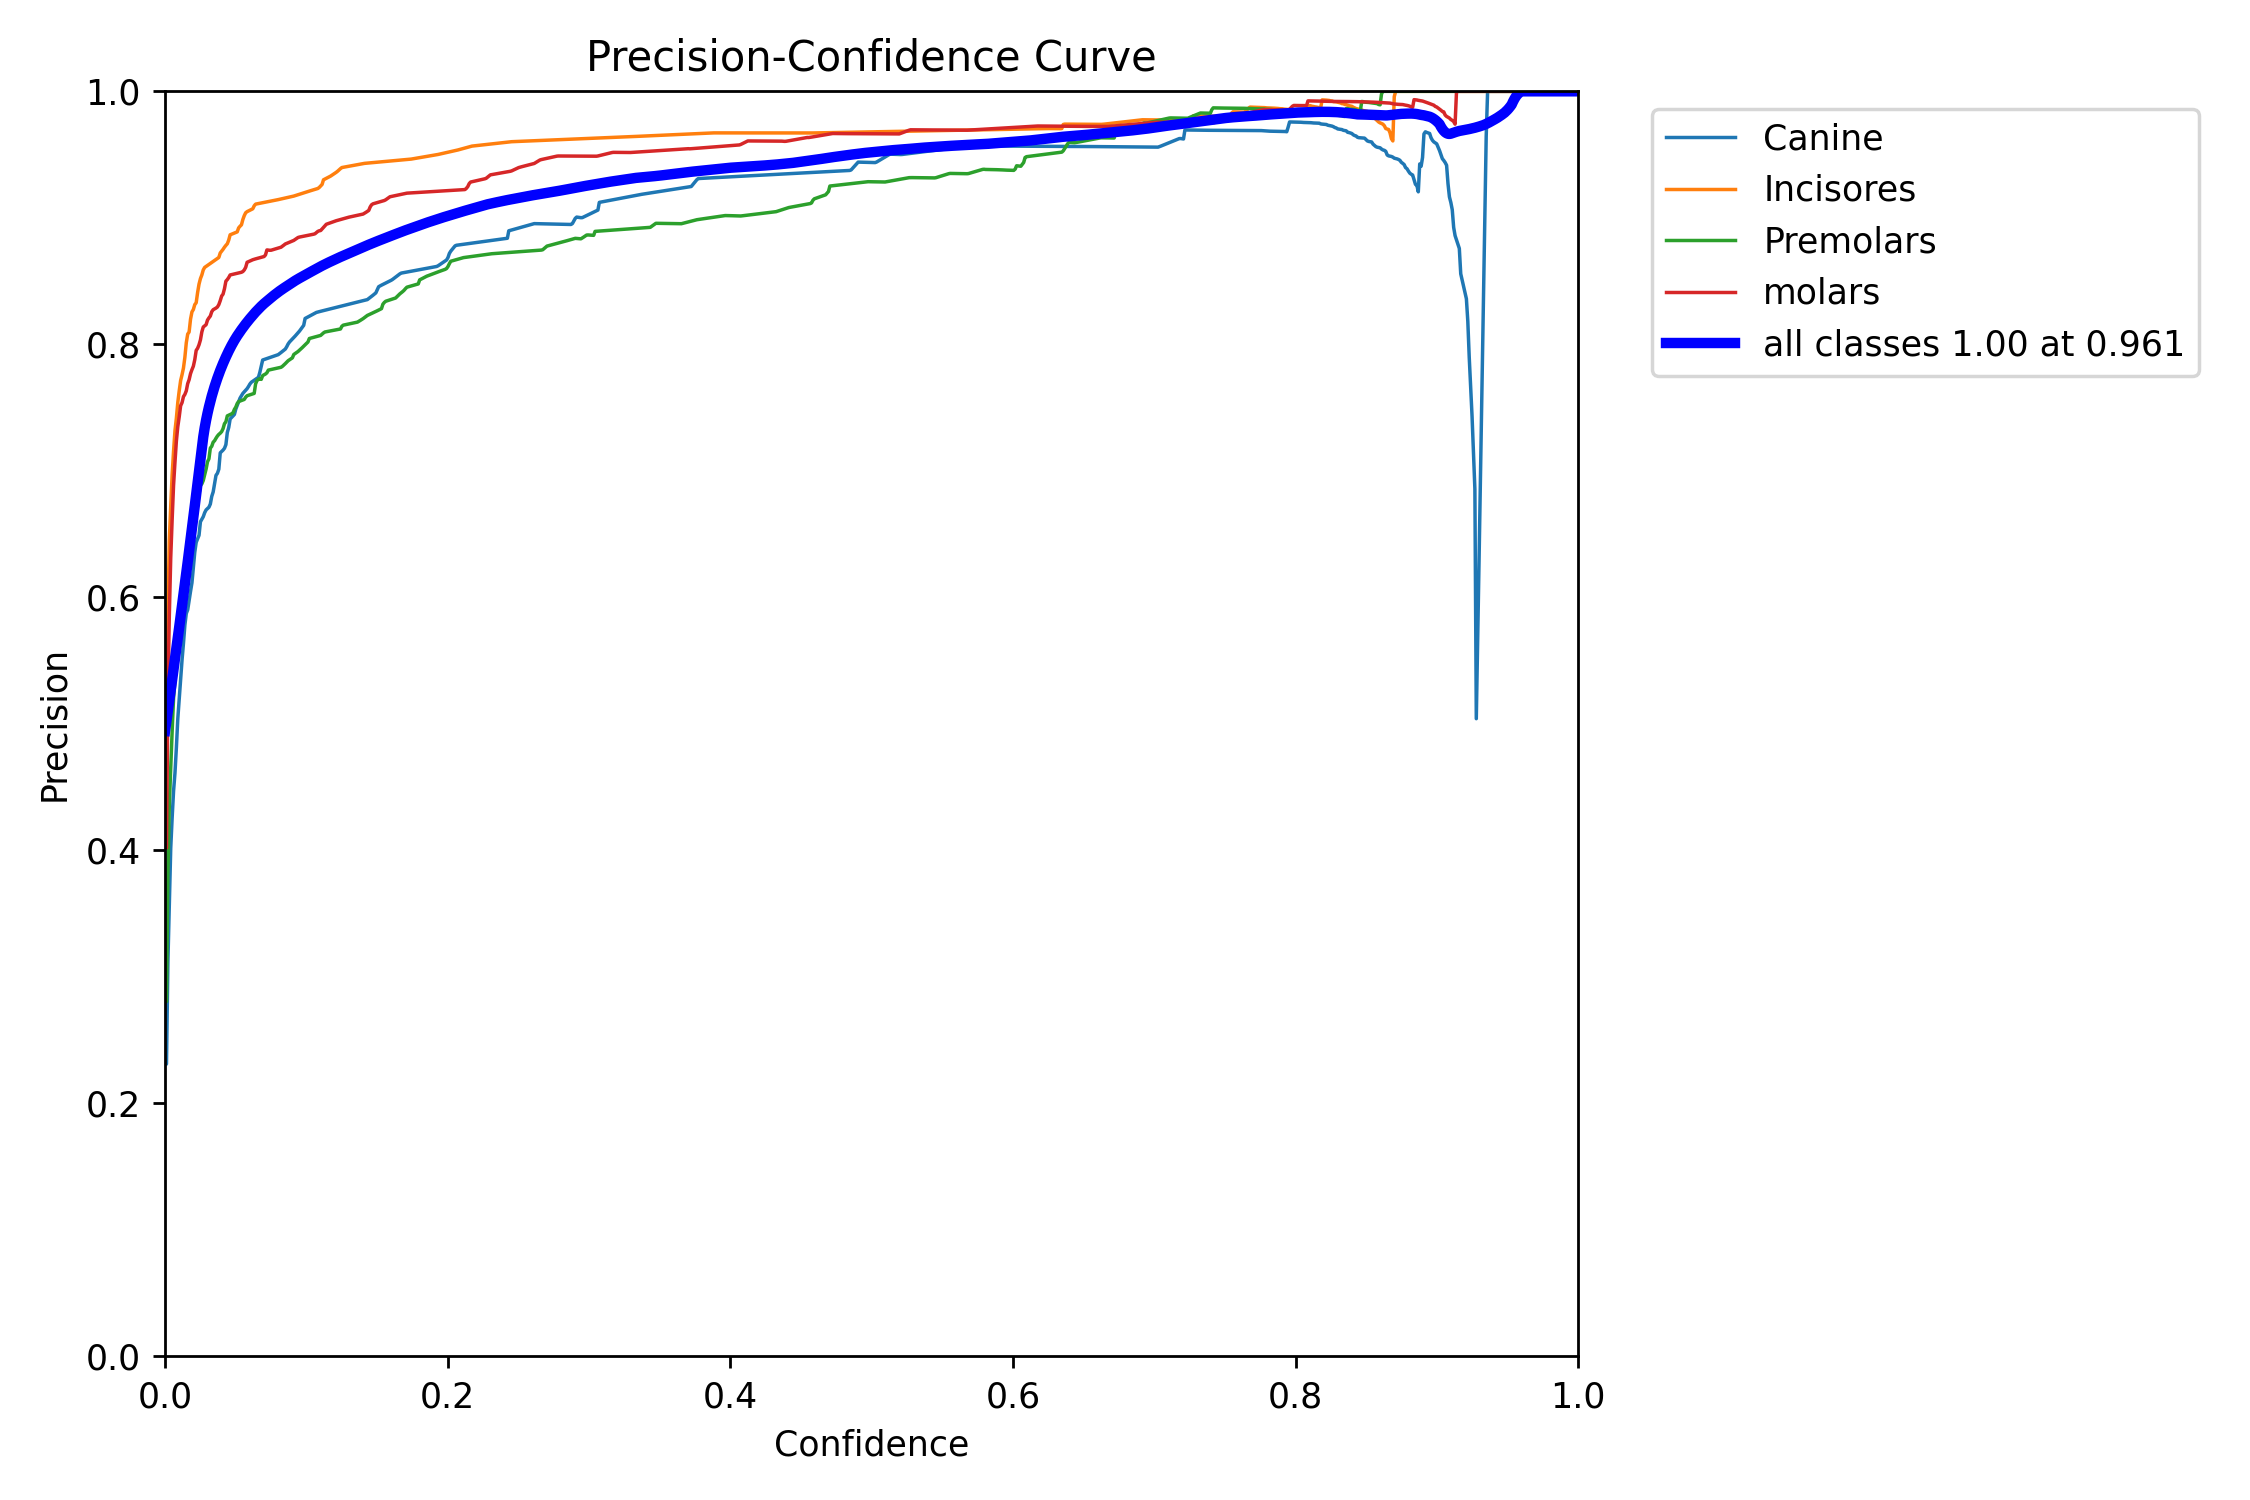 Precision-Confidence Curve
1.0
0.8
0.6
0.4
0.2
0.0
Precision
0.0 0.2 0.4 0.6 0.8 1.0
Confidence
Canine
Incisores
Premolars
molars
all classes 1.00 at 0.961